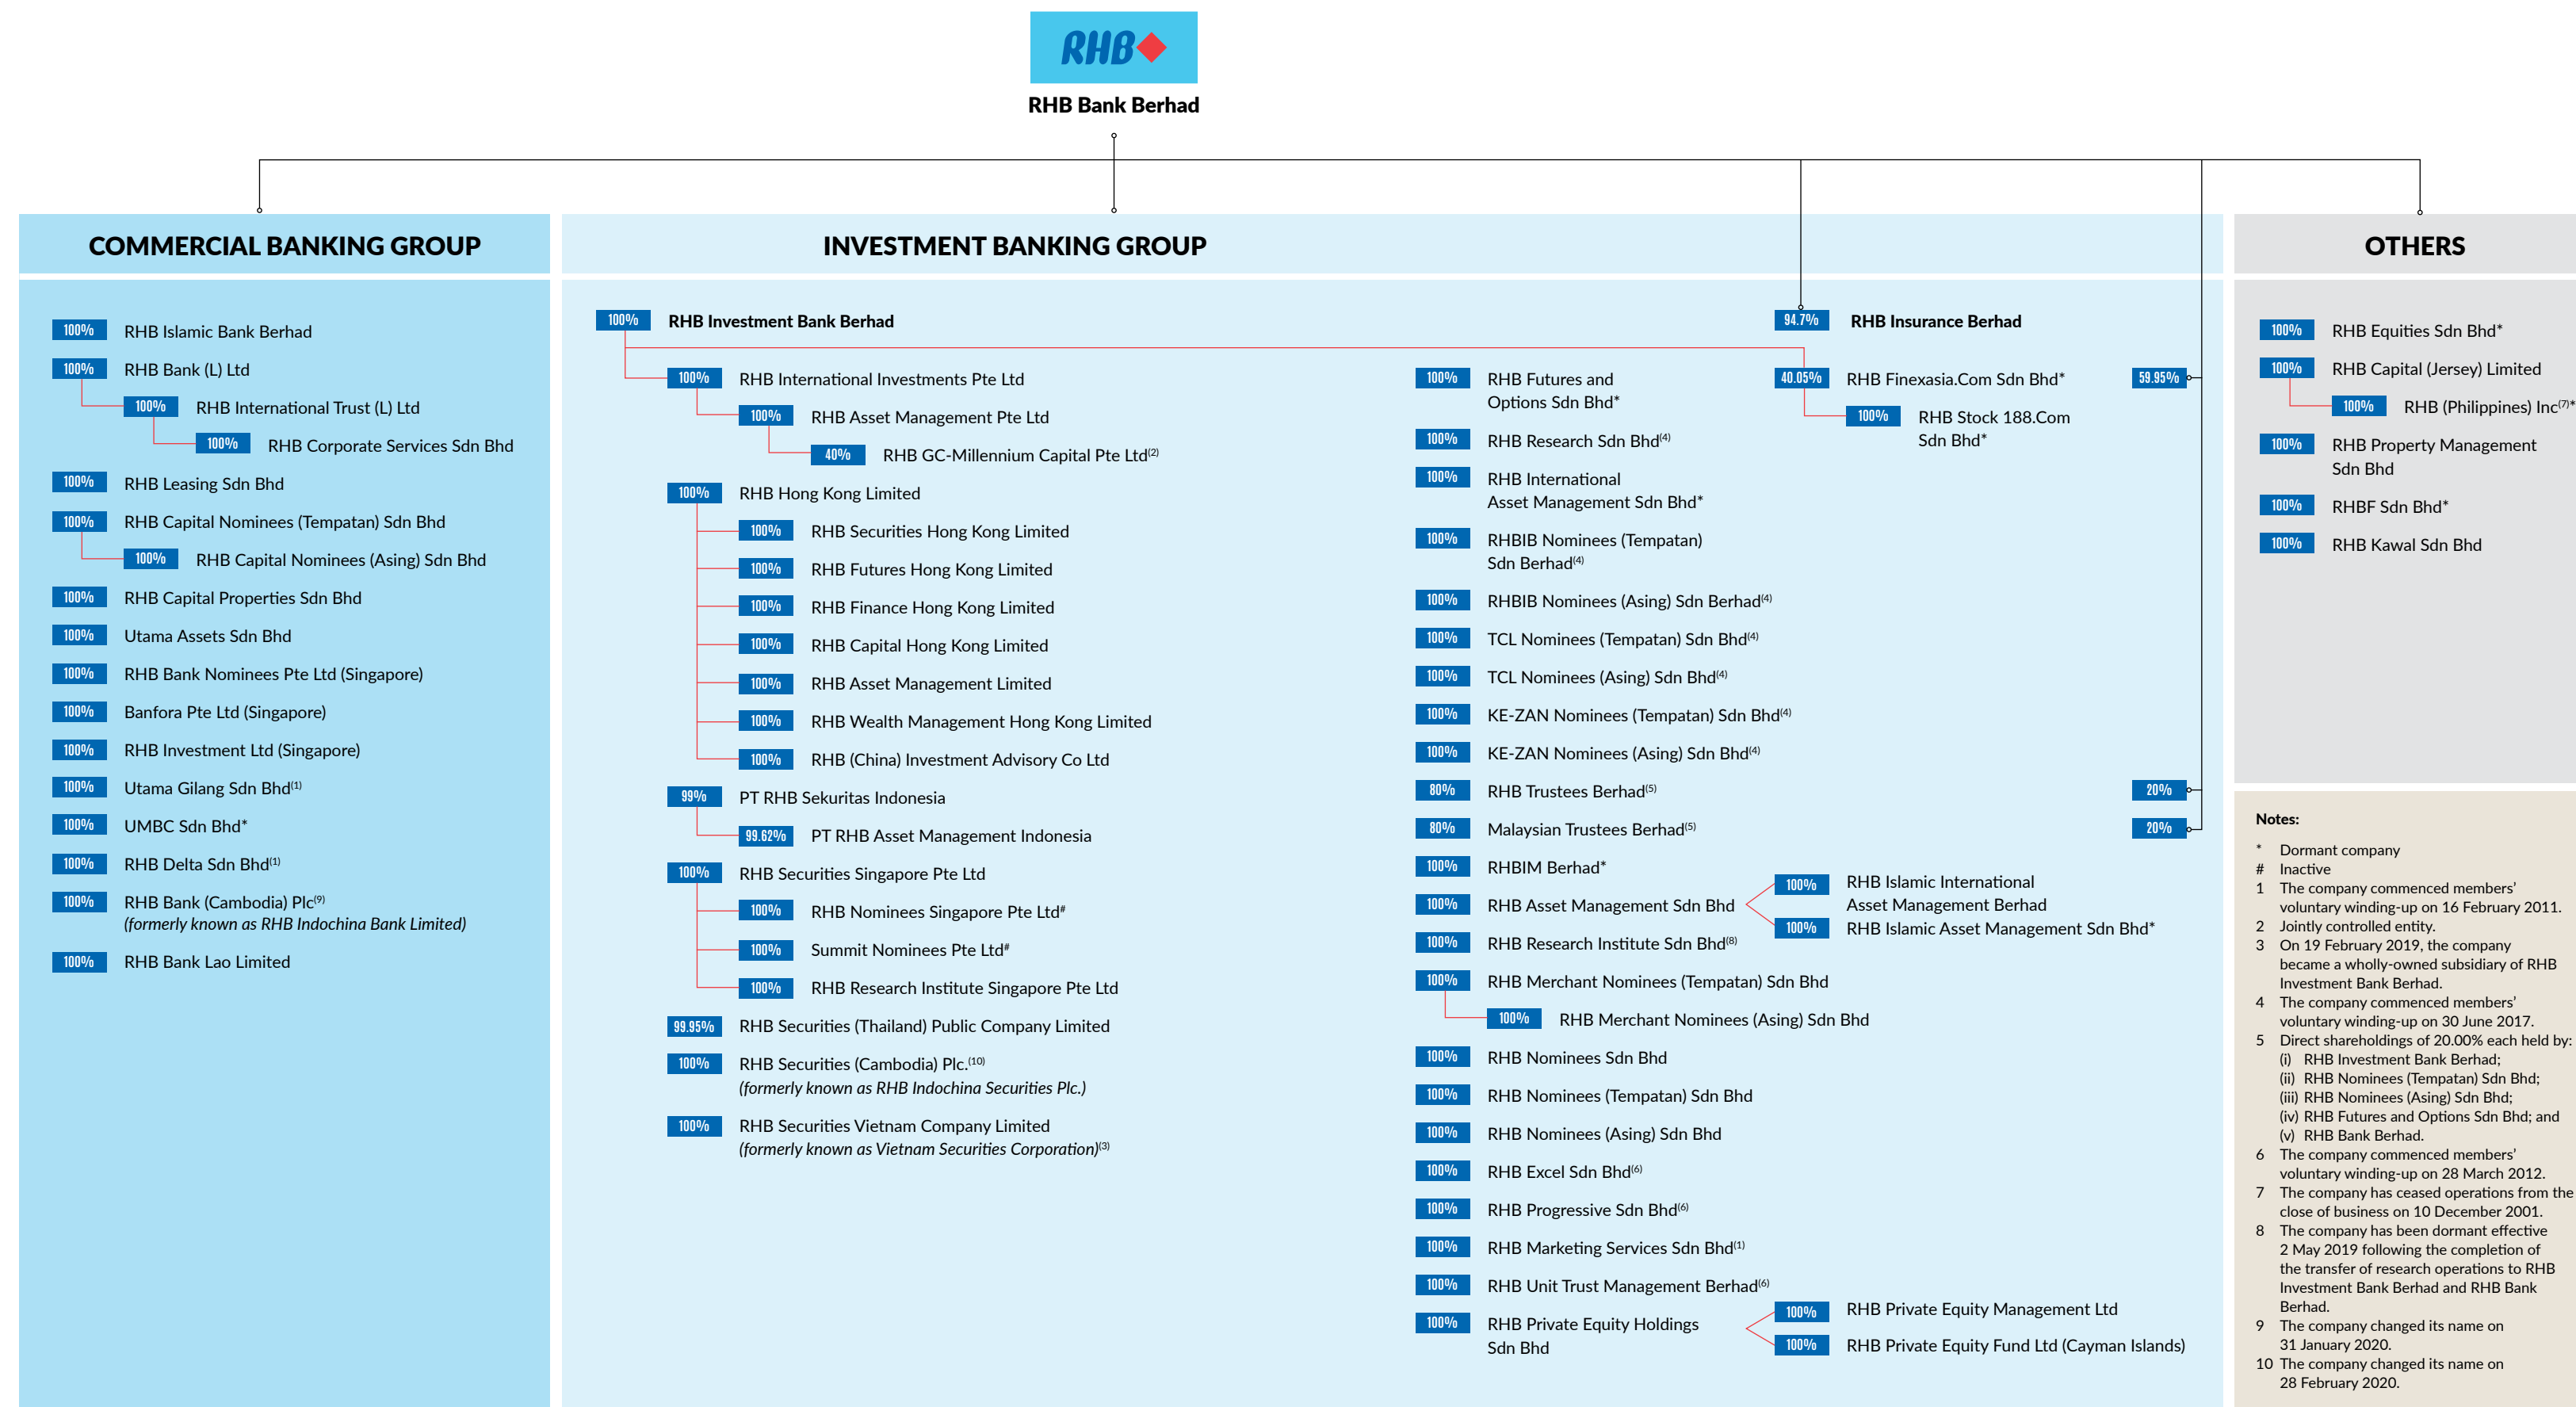 RHB
RHB Bank Berhad
COMMERCIAL BANKING GROUP
100% RHB Islamic Bank Berhad
100% RHB Bank (L) Ltd
100% RHB International Trust (L) Ltd
100% RHB Corporate Services Sdn Bhd
100% RHB Leasing Sdn Bhd
100% RHB Capital Nominees (Tempatan) Sdn Bhd
100% RHB Capital Nominees (Asing) Sdn Bhd
100% RHB Capital Properties Sdn Bhd
100% Utama Assets Sdn Bhd
100% RHB Bank Nominees Pte Ltd (Singapore)
100% Banfora Pte Ltd (Singapore)
100% RHB Investment Ltd (Singapore)
100% Utama Gilang Sdn Bhd(1)
100% UMBC Sdn Bhd*
100% RHB Delta Sdn Bhd(1)
100% RHB Bank (Cambodia) Plc(9)
(formerly known as RHB Indochina Bank Limited)
100% RHB Bank Lao Limited
INVESTMENT BANKING GROUP
100% RHB Investment Bank Berhad
100% RHB International Investments Pte Ltd
100% RHB Asset Management Pte Ltd
40% RHB GC-Millennium Capital Pte Ltd(2)
100% RHB Hong Kong Limited
100% RHB Securities Hong Kong Limited
100% RHB Futures Hong Kong Limited
100% RHB Finance Hong Kong Limited
100% RHB Capital Hong Kong Limited
100% RHB Asset Management Limited
100% RHB Wealth Management Hong Kong Limited
100% RHB (China) Investment Advisory Co Ltd
99% PT RHB Sekuritas Indonesia
99.62% PT RHB Asset Management Indonesia
100% RHB Securities Singapore Pte Ltd
100% RHB Nominees Singapore Pte Ltd#
100% Summit Nominees Pte Ltd#
100% RHB Research Institute Singapore Pte Ltd
99.95% RHB Securities (Thailand) Public Company Limited
100% RHB Securities (Cambodia) Plc.(10)
(formerly known as RHB Indochina Securities Plc.)
100% RHB Securities Vietnam Company Limited
(formerly known as Vietnam Securities Corporation)(3)
100% RHB Futures and
Options Sdn Bhd*
100% RHB Research Sdn Bhd(4)
100% RHB International
Asset Management Sdn Bhd*
100% RHBIB Nominees (Tempatan)
Sdn Berhad(4)
100% RHBIB Nominees (Asing) Sdn Berhad(4)
100% TCL Nominees (Tempatan) Sdn Bhd(4)
100% TCL Nominees (Asing) Sdn Bhd(4)
100% KE-ZAN Nominees (Tempatan) Sdn Bhd(4)
100% KE-ZAN Nominees (Asing) Sdn Bhd(4)
80% RHB Trustees Berhad(5) 20%
80% Malaysian Trustees Berhad(5) 20%
100% RHBIM Berhad*
100% RHB Asset Management Sdn Bhd
100% RHB Islamic International
Asset Management Berhad
100% RHB Islamic Asset Management Sdn Bhd*
100% RHB Research Institute Sdn Bhd(8)
100% RHB Merchant Nominees (Tempatan) Sdn Bhd
100% RHB Merchant Nominees (Asing) Sdn Bhd
100% RHB Nominees Sdn Bhd
100% RHB Nominees (Tempatan) Sdn Bhd
100% RHB Nominees (Asing) Sdn Bhd
100% RHB Excel Sdn Bhd(6)
100% RHB Progressive Sdn Bhd(6)
100% RHB Marketing Services Sdn Bhd(1)
100% RHB Unit Trust Management Berhad(6)
100% RHB Private Equity Holdings
Sdn Bhd
100% RHB Private Equity Management Ltd
100% RHB Private Equity Fund Ltd (Cayman Islands)
94.7% RHB Insurance Berhad
40.05% RHB Finexasia.Com Sdn Bhd* 59.95%
100% RHB Stock 188.Com
Sdn Bhd*
OTHERS
100% RHB Equities Sdn Bhd*
100% RHB Capital (Jersey) Limited
100% RHB (Philippines) Inc(7)*
100% RHB Property Management
Sdn Bhd
100% RHBF Sdn Bhd*
100% RHB Kawal Sdn Bhd
Notes:
* Dormant company
# Inactive
1 The company commenced members'
voluntary winding-up on 16 February 2011.
2 Jointly controlled entity.
3 On 19 February 2019, the company
became a wholly-owned subsidiary of RHB
Investment Bank Berhad.
4 The company commenced members'
voluntary winding-up on 30 June 2017.
5 Direct shareholdings of 20.00% each held by:
(i) RHB Investment Bank Berhad;
(ii) RHB Nominees (Tempatan) Sdn Bhd;
(iii) RHB Nominees (Asing) Sdn Bhd;
(iv) RHB Futures and Options Sdn Bhd; and
(v) RHB Bank Berhad.
6 The company commenced members'
voluntary winding-up on 28 March 2012.
7 The company has ceased operations from the
close of business on 10 December 2001.
8 The company has been dormant effective
2 May 2019 following the completion of
the transfer of research operations to RHB
Investment Bank Berhad and RHB Bank
Berhad.
9 The company changed its name on
31 January 2020.
10 The company changed its name on
28 February 2020.